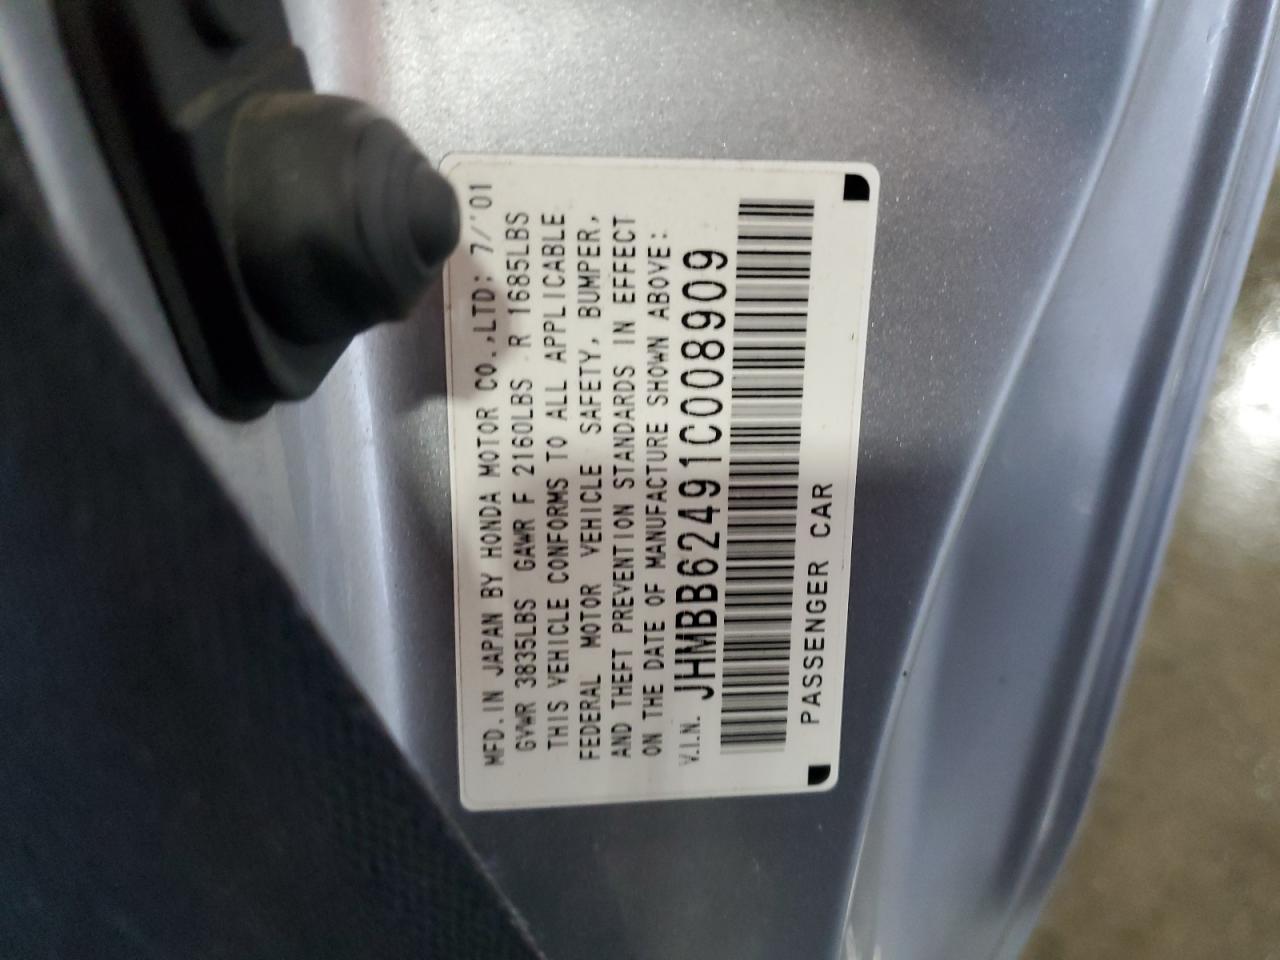 MFD.IN JAPAN BY HONDA MOTOR CO.,LTD: 7/'01
GVWR 3835LBS GAWR F 2160LBS R 1685LBS
THIS VEHICLE CONFORMS TO ALL APPLICABLE
FEDERAL MOTOR VEHICLE SAFETY, BUMPER,
AND THEFT PREVENTION STANDARDS IN EFFECT
ON THE DATE OF MANUFACTURE SHOWN ABOVE:
V.I.N. JHMBB62491C008909
PASSENGER CAR